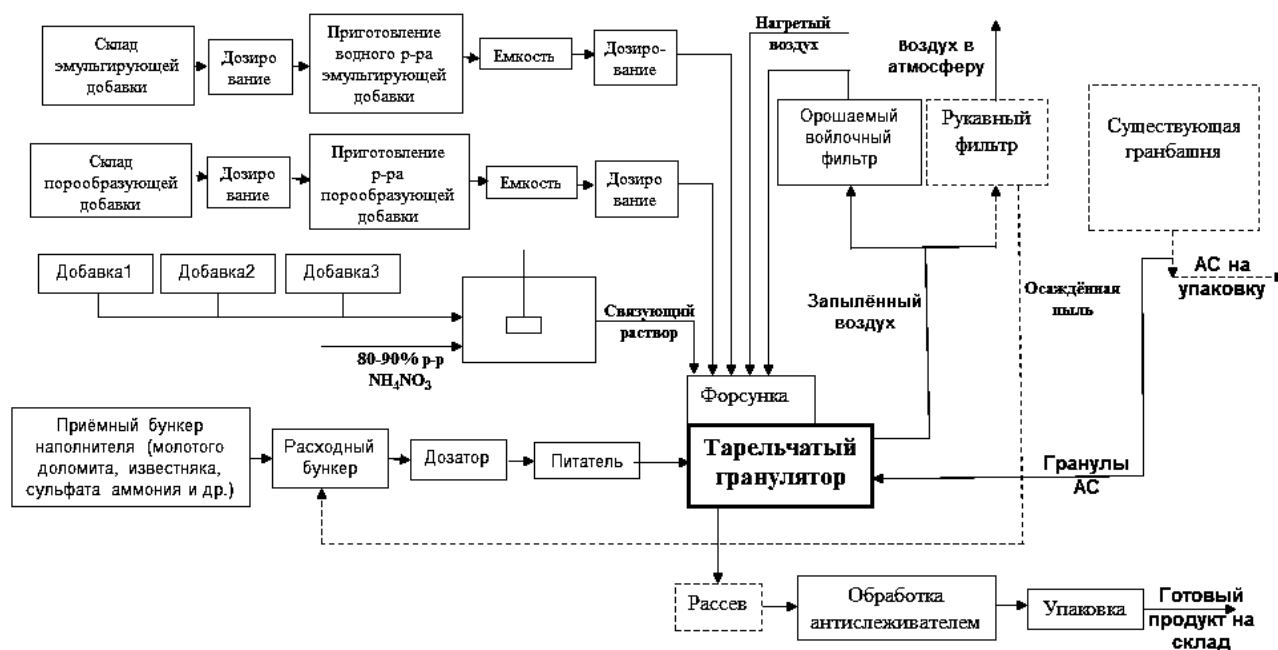 Склад
эмульгирующей
добавки
Дозиро
вание
Приготовление
водного р-ра
эмульгирующей
добавки
Емкость
Дозиро-
вание
Нагретый
воздух
воздух в
атмосферу
Орошаемый
войлочный
фильтр
Рукавный
фильтр
Существующая
гранбашня
Склад
порообразующей
добавки
Дозиро
вание
Приготовление
р-ра
порообразующей
добавки
Емкость
Дозиро
вание
Добавка1
Добавка2
Добавка3
Связующий
раствор
80-90% р-р
NH₄NO₃
Запылённый
воздух
Осаждённая
пыль
АС на
упаковку
Форсунка
Тарельчатый
гранулятор
Приёмный бункер
наполнителя (молотого
доломита, известняка,
сульфата аммония и др.)
Расходный
бункер
Дозатор
Питатель
Гранулы
АС
Рассев
Обработка
антислеживателем
Упаковка
Готовый
продукт на
склад